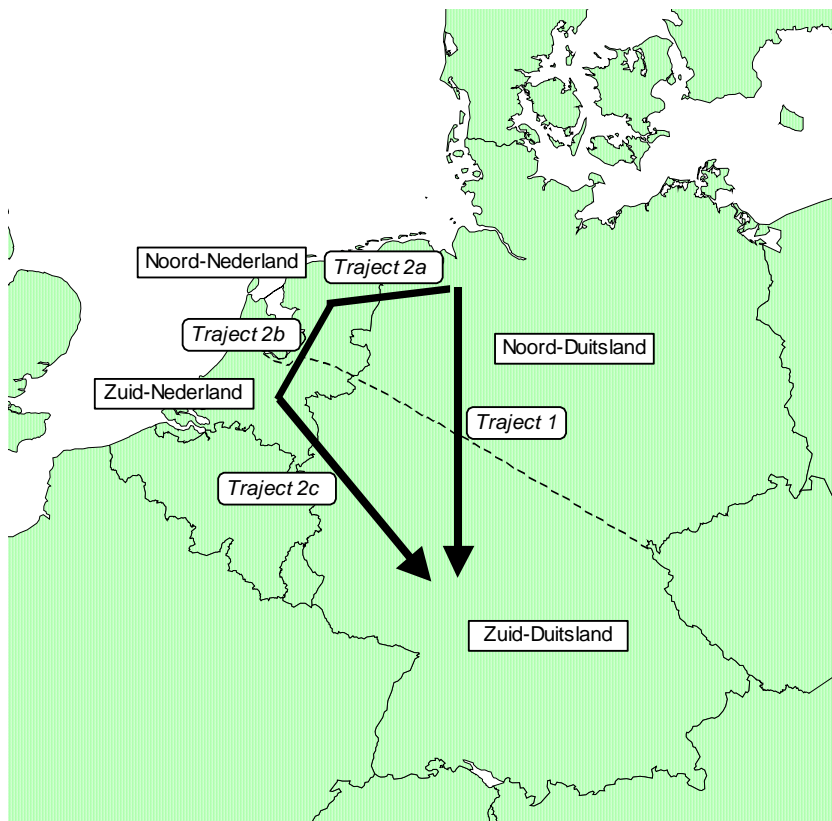 Noord-Nederland
Traject 2a
Traject 2b
Noord-Duitsland
Zuid-Nederland
Traject 1
Traject 2c
Zuid-Duitsland